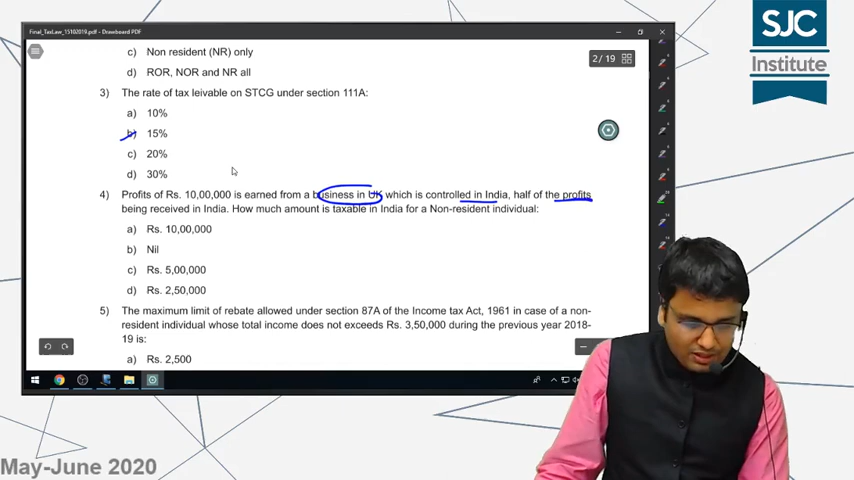 Final_TaxLaw_15102019.pdf - Drawboard PDF
c) Non resident (NR) only
d) ROR, NOR and NR all
2 / 19
3) The rate of tax leivable on STCG under section 111A:
a) 10%
b) 15%
c) 20%
d) 30%
4) Profits of Rs. 10,00,000 is earned from a business in UK which is controlled in India, half of the profits
being received in India. How much amount is taxable in India for a Non-resident individual:
a) Rs. 10,00,000
b) Nil
c) Rs. 5,00,000
d) Rs. 2,50,000
5) The maximum limit of rebate allowed under section 87A of the Income tax Act, 1961 in case of a non-
resident individual whose total income does not exceeds Rs. 3,50,000 during the previous year 2018-
19 is:
a) Rs. 2,500
SJC
Institute
May-June 2020